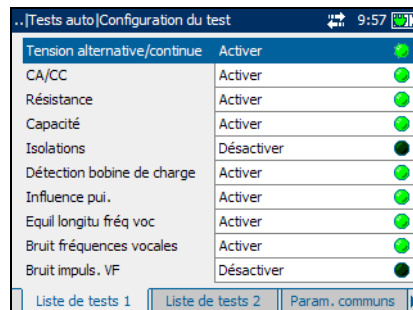 ..|Tests auto|Configuration du test 9:57
Tension alternative/continue Activer
CA/CC Activer
Résistance Activer
Capacité Activer
Isolations Désactiver
Détection bobine de charge Activer
Influence pui. Activer
Equil longitu fréq voc Activer
Bruit fréquences vocales Activer
Bruit impuls. VF Désactiver
Liste de tests 1 Liste de tests 2 Param. communs